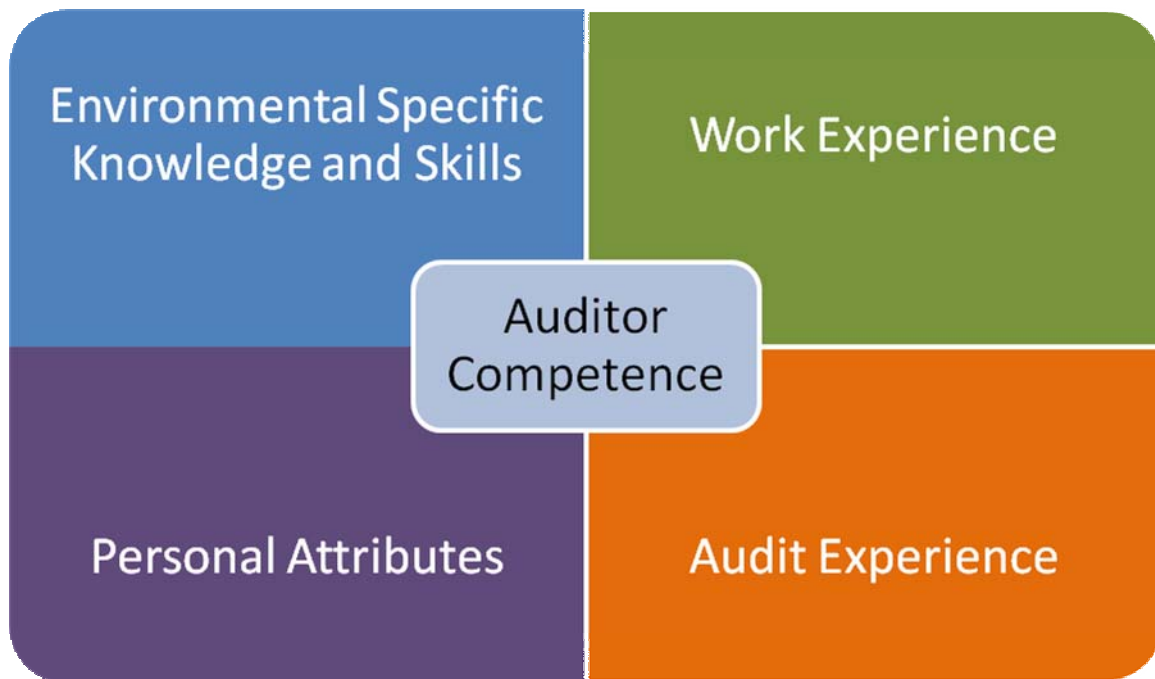 Environmental Specific
Knowledge and Skills
Work Experience
Auditor
Competence
Personal Attributes
Audit Experience